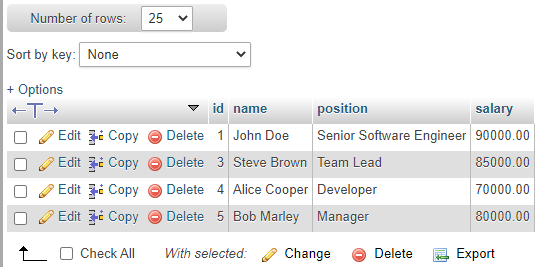 Number of rows: 25
Sort by key: None
+ Options
id name position salary
Edit Copy Delete 1 John Doe Senior Software Engineer 90000.00
Edit Copy Delete 3 Steve Brown Team Lead 85000.00
Edit Copy Delete 4 Alice Cooper Developer 70000.00
Edit Copy Delete 5 Bob Marley Manager 80000.00
Check All With selected: Change Delete Export